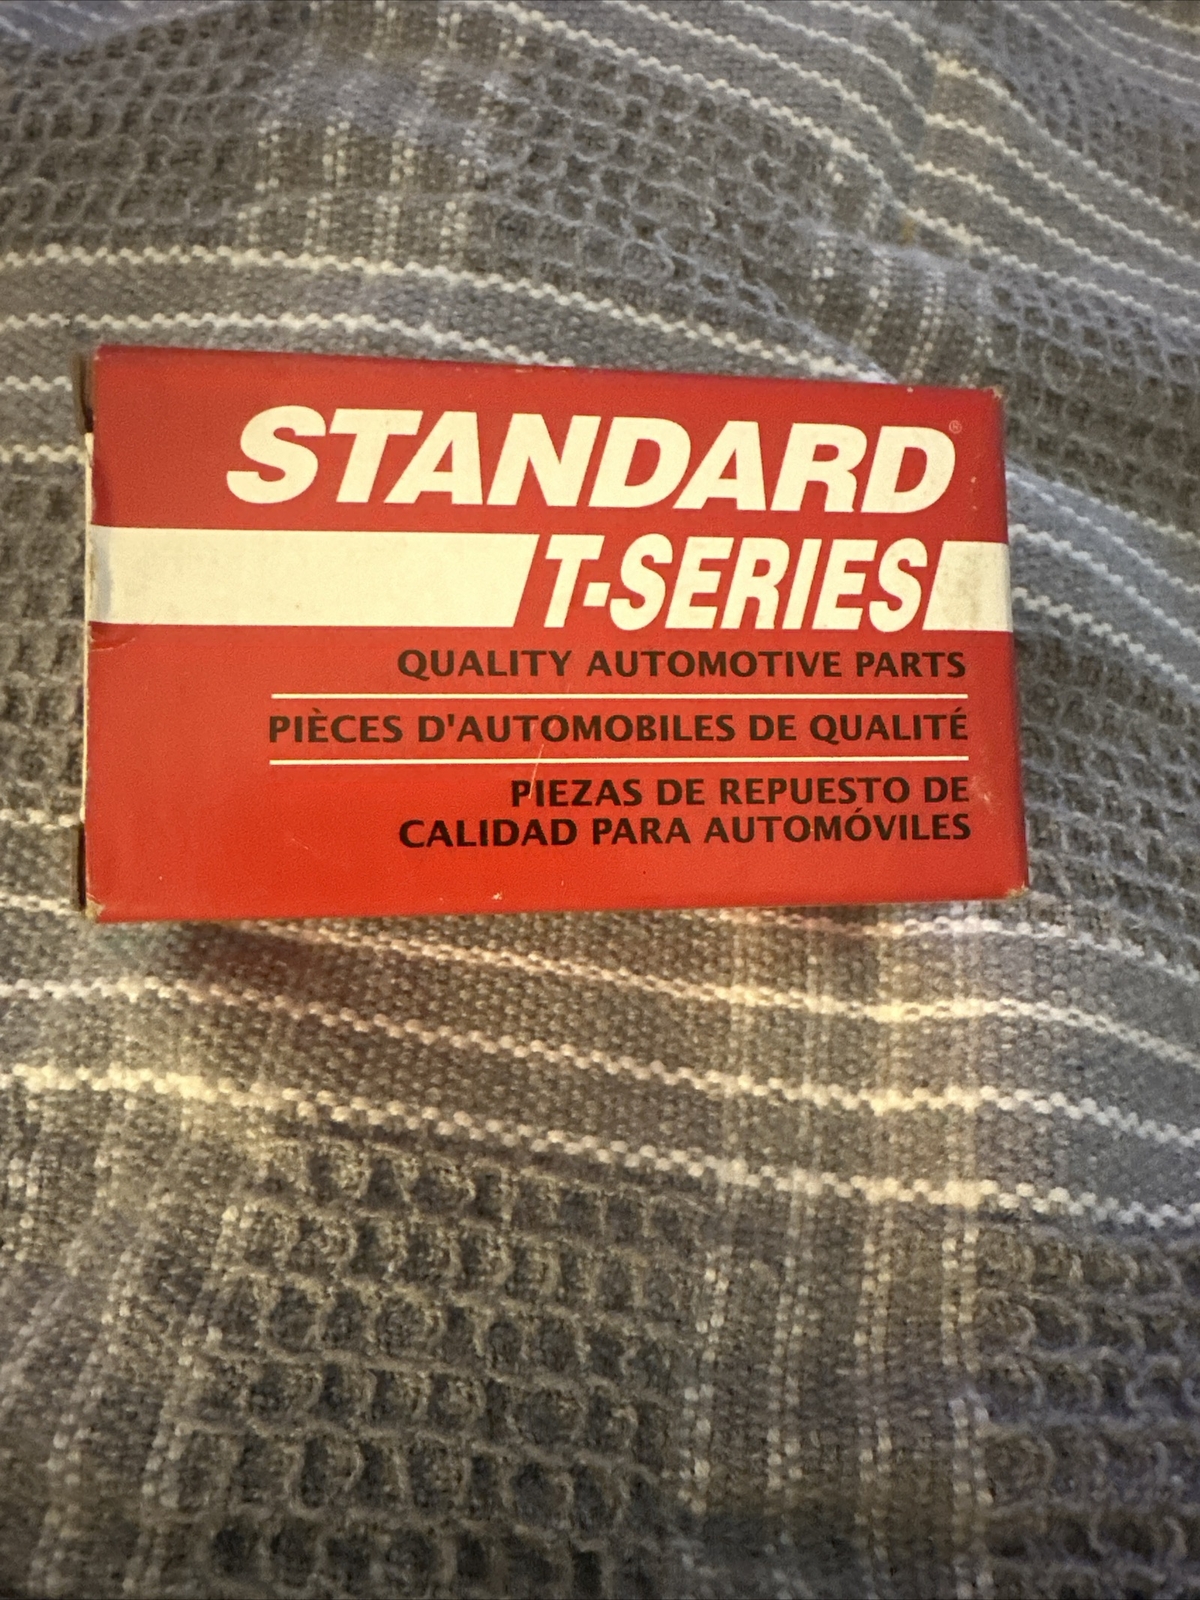 STANDARD®
T-SERIES
QUALITY AUTOMOTIVE PARTS
PIÈCES D'AUTOMOBILES DE QUALITÉ
PIEZAS DE REPUESTO DE
CALIDAD PARA AUTOMÓVILES